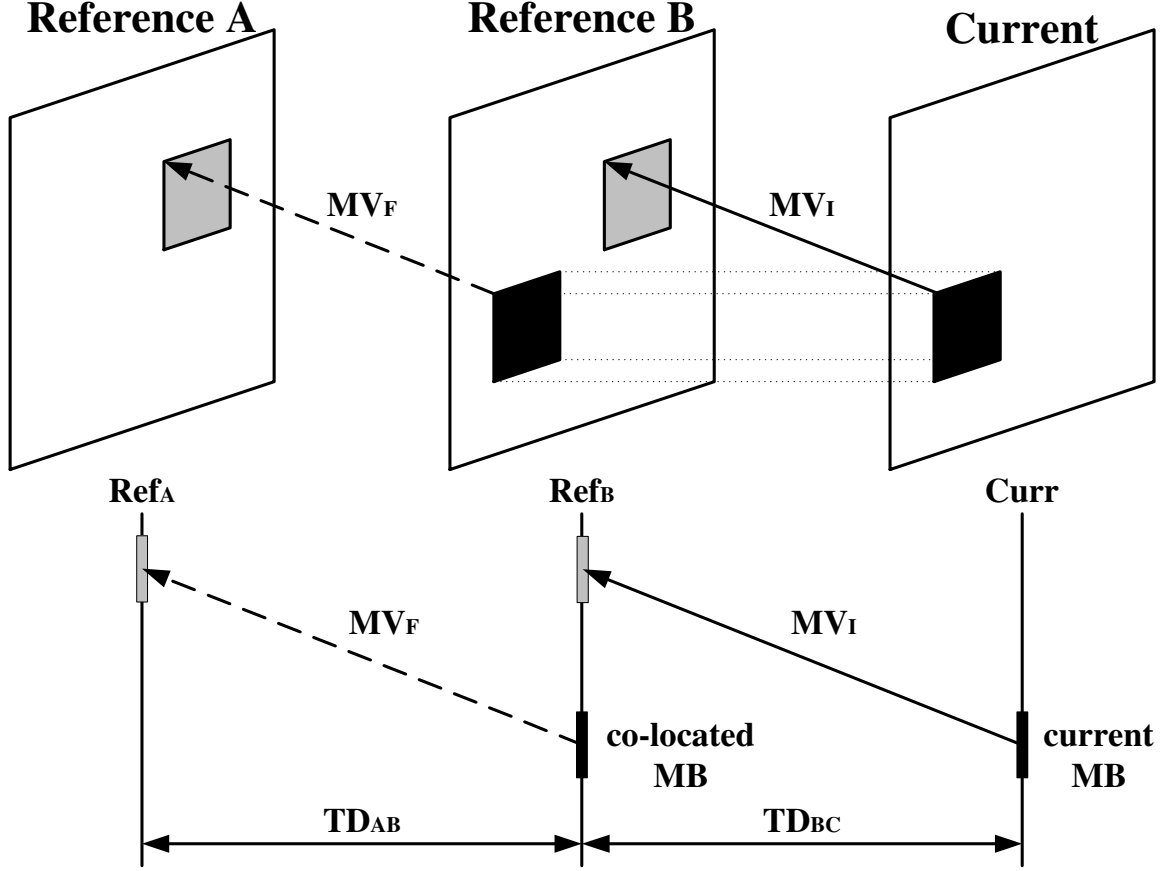 Reference A
Reference B
Current
MVF
MVI
RefA
RefB
Curr
MVF
MVI
co-located
MB
current
MB
TDAB
TDBC